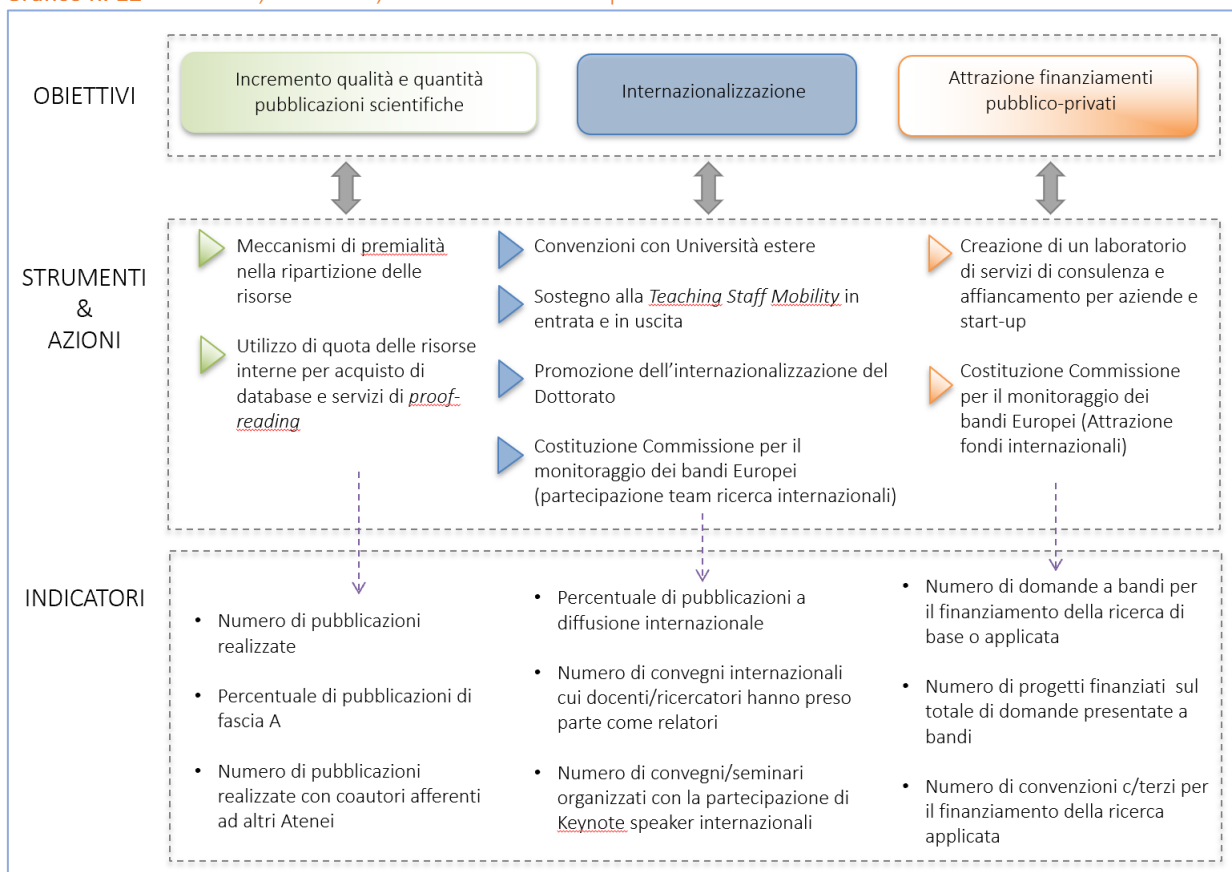 OBIETTIVI
Incremento qualità e quantità
pubblicazioni scientifiche
Internazionalizzazione
Attrazione finanziamenti
pubblico-privati
STRUMENTI
&
AZIONI
Meccanismi di premialità
nella ripartizione delle
risorse
Utilizzo di quota delle risorse
interne per acquisto di
database e servizi di proof-
reading
Convenzioni con Università estere
Sostegno alla Teaching Staff Mobility in
entrata e in uscita
Promozione dell’internazionalizzazione del
Dottorato
Costituzione Commissione per il
monitoraggio dei bandi Europei
(partecipazione team ricerca internazionali)
Creazione di un laboratorio
di servizi di consulenza e
affiancamento per aziende e
start-up
Costituzione Commissione
per il monitoraggio dei
bandi Europei (Attrazione
fondi internazionali)
INDICATORI
• Numero di pubblicazioni
realizzate
• Percentuale di pubblicazioni di
fascia A
• Numero di pubblicazioni
realizzate con coautori afferenti
ad altri Atenei
• Percentuale di pubblicazioni a
diffusione internazionale
• Numero di convegni internazionali
cui docenti/ricercatori hanno preso
parte come relatori
• Numero di convegni/seminari
organizzati con la partecipazione di
Keynote speaker internazionali
• Numero di domande a bandi per
il finanziamento della ricerca di
base o applicata
• Numero di progetti finanziati sul
totale di domande presentate a
bandi
• Numero di convenzioni c/terzi per
il finanziamento della ricerca
applicata